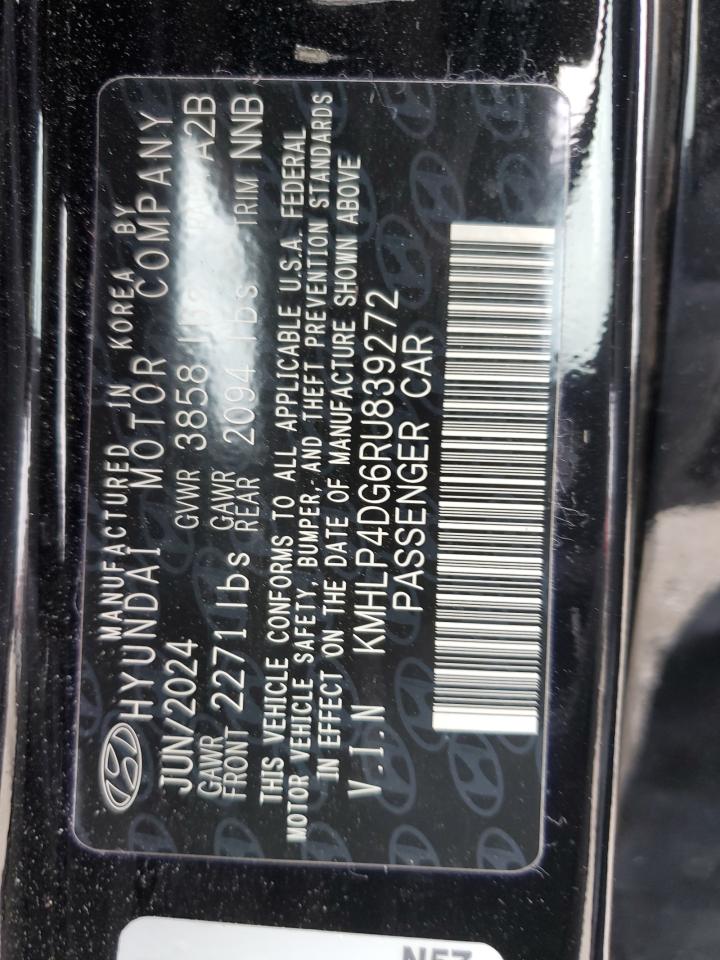 MANUFACTURED IN KOREA BY
HYUNDAI MOTOR COMPANY
JUN/2024 GVWR 3858 lbs A2B
GAWR FRONT 2271 lbs GAWR REAR 2094 lbs TRIM NNB
THIS VEHICLE CONFORMS TO ALL APPLICABLE U.S.A. FEDERAL
MOTOR VEHICLE SAFETY, BUMPER, AND THEFT PREVENTION STANDARDS
IN EFFECT ON THE DATE OF MANUFACTURE SHOWN ABOVE
V.I.N KMHLP4DG6RU839272
PASSENGER CAR